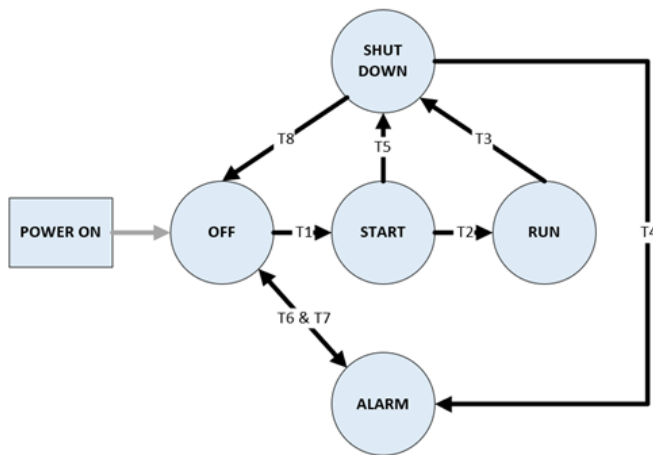 SHUT
DOWN
T8
T5
T3
POWER ON
OFF
T1
START
T2
RUN
T4
T6 & T7
ALARM